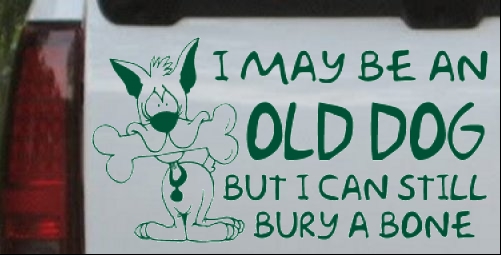 I MAY BE AN
OLD DOG
BUT I CAN STILL
BURY A BONE